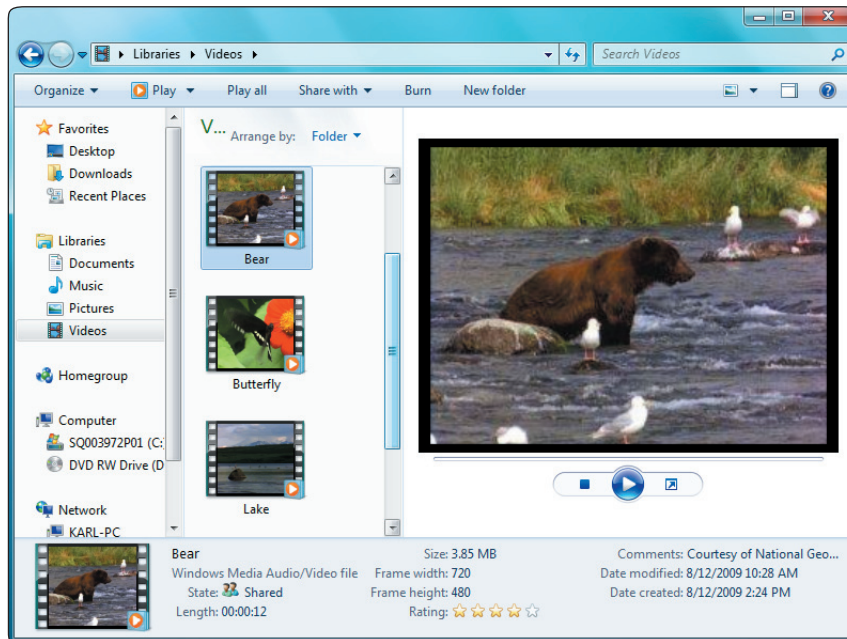 Libraries Videos
Search Videos
Organize Play Play all Share with Burn New folder
Favorites
Desktop
Downloads
Recent Places
Libraries
Documents
Music
Pictures
Videos
Homegroup
Computer
SQ003972P01 (C:
DVD RW Drive (D
Network
KARL-PC
V... Arrange by: Folder
Bear
Butterfly
Lake
Bear
Windows Media Audio/Video file
State: Shared
Length: 00:00:12
Size: 3.85 MB
Frame width: 720
Frame height: 480
Rating:
Comments: Courtesy of National Geo...
Date modified: 8/12/2009 10:28 AM
Date created: 8/12/2009 2:24 PM